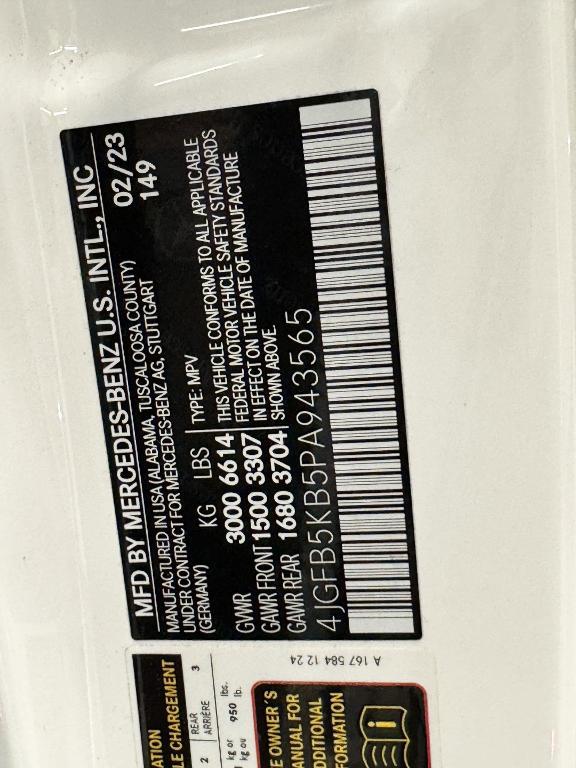 MFD BY MERCEDES-BENZ U.S. INTL., INC
MANUFACTURED IN USA (ALABAMA, TUSCALOOSA COUNTY) 02/23
UNDER CONTRACT FOR MERCEDES-BENZ AG, STUTTGART 149
(GERMANY)
KG LBS TYPE: MPV
GVWR 3000 6614 THIS VEHICLE CONFORMS TO ALL APPLICABLE
FEDERAL MOTOR VEHICLE SAFETY STANDARDS
GAWR FRONT 1500 3307 IN EFFECT ON THE DATE OF MANUFACTURE
GAWR REAR 1680 3704 SHOWN ABOVE.
4JGFB5KB5PA943565
A 167 584 12 24
LE CHARGEMENT
2 REAR 3
ARRIÈRE
kg or lbs.
kg ou 950 lb.
OWNER'S
FOR